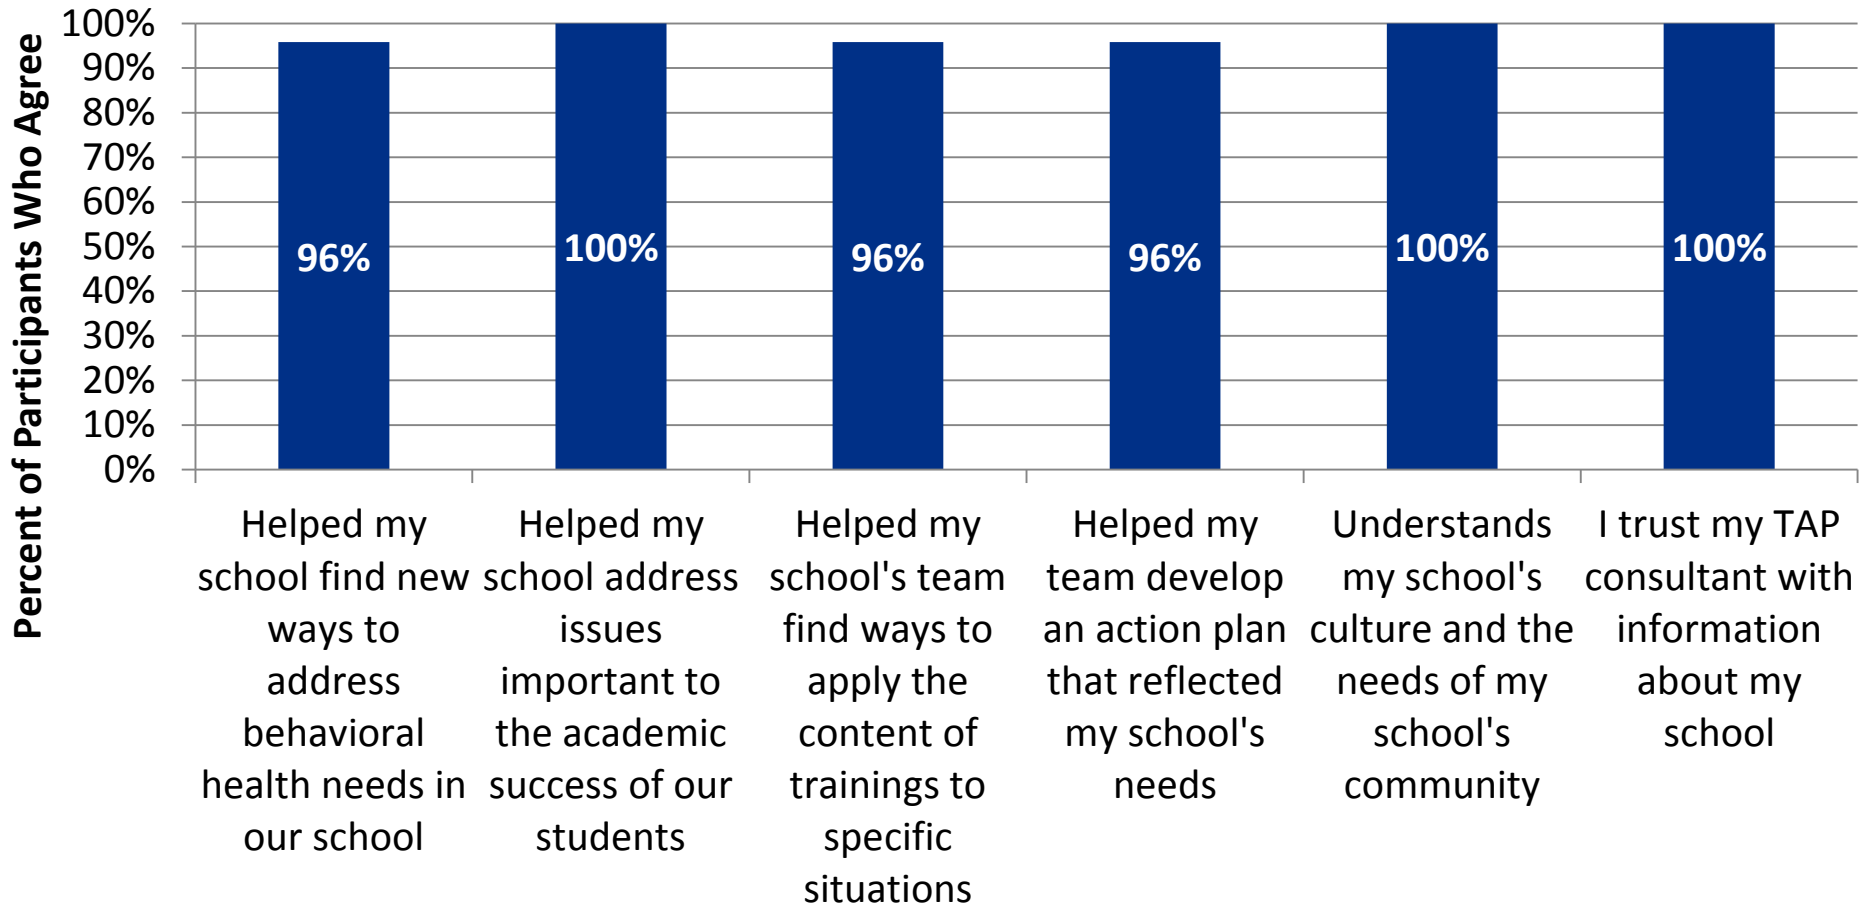 Percent of Participants Who Agree
100%
90%
80%
70%
60%
50%
40%
30%
20%
10%
0%
96%
100%
96%
96%
100%
100%
Helped my
school find new
ways to
address
behavioral
health needs in
our school
Helped my
school address
issues
important to
the academic
success of our
students
Helped my
school's team
find ways to
apply the
content of
trainings to
specific
situations
Helped my
team develop
an action plan
that reflected
my school's
needs
Understands
my school's
culture and the
needs of my
school's
community
I trust my TAP
consultant with
information
about my
school